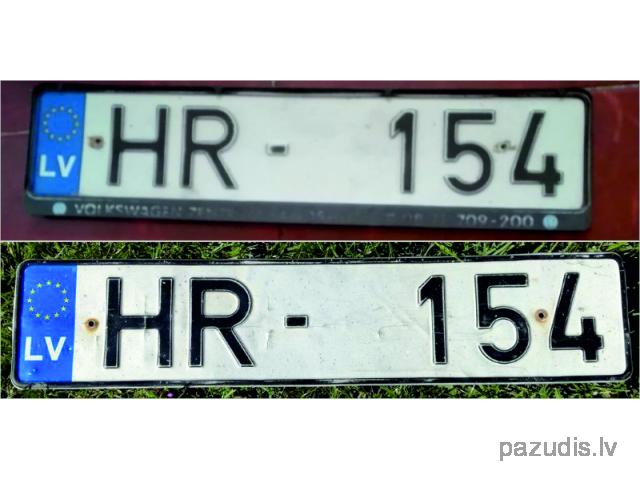 LV HR - 154
VOLKSWAGEN 709-200
LV HR - 154
pazudis.lv